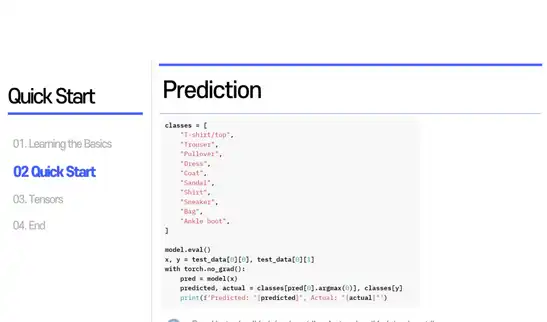 Quick Start
01. Learning the Basics
02 Quick Start
03. Tensors
04. End
Prediction
classes = [
"T-shirt/top",
"Trouser",
"Pullover",
"Dress",
"Coat",
"Sandal",
"Shirt",
"Sneaker",
"Bag",
"Ankle boot",
]
model.eval()
x, y = test_data[0][0], test_data[0][1]
with torch.no_grad():
pred = model(x)
predicted, actual = classes[pred[0].argmax(0)], classes[y]
print(f'Predicted: "{predicted}", Actual: "{actual}"')